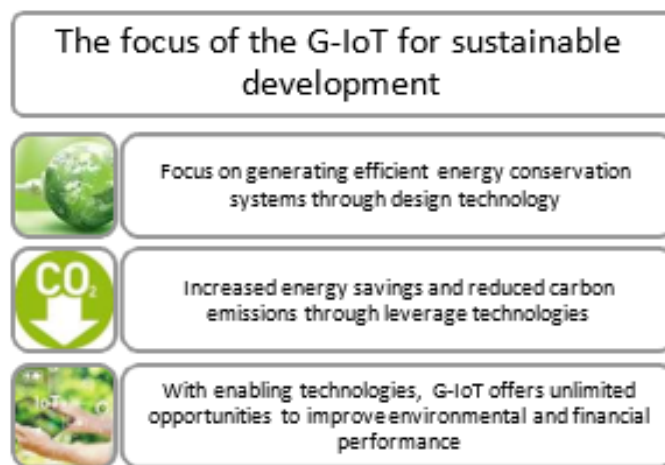 The focus of the G-IoT for sustainable
development
Focus on generating efficient energy conservation
systems through design technology
CO₂
Increased energy savings and reduced carbon
emissions through leverage technologies
IoT
With enabling technologies, G-IoT offers unlimited
opportunities to improve environmental and financial
performance